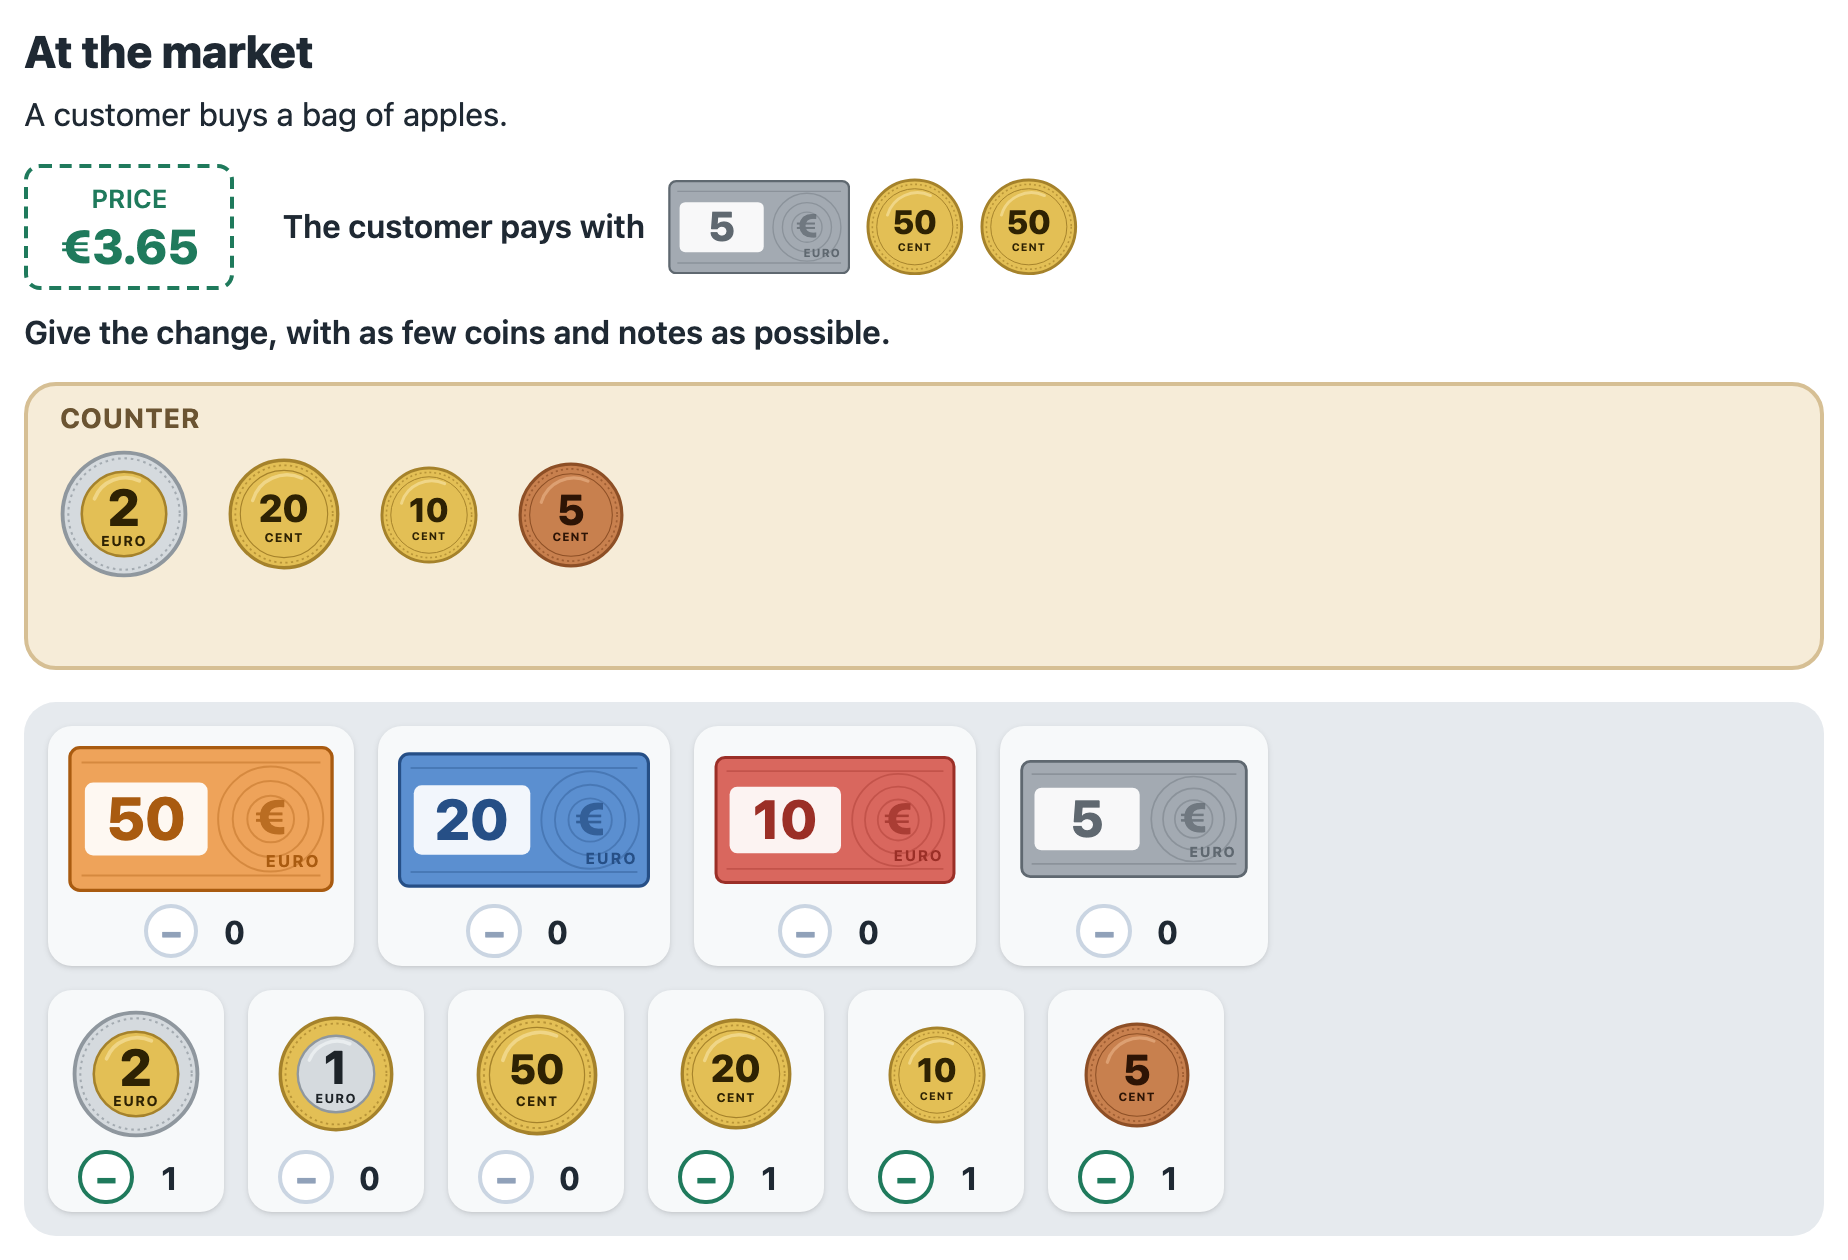 At the market
A customer buys a bag of apples.
PRICE
€3.65
The customer pays with
5 € EURO
50 CENT
50 CENT
Give the change, with as few coins and notes as possible.
COUNTER
2 EURO
20 CENT
10 CENT
5 CENT
50 € EURO
20 € EURO
10 € EURO
5 € EURO
– 0
– 0
– 0
– 0
2 EURO
1 EURO
50 CENT
20 CENT
10 CENT
5 CENT
– 1
– 0
– 0
– 1
– 1
– 1